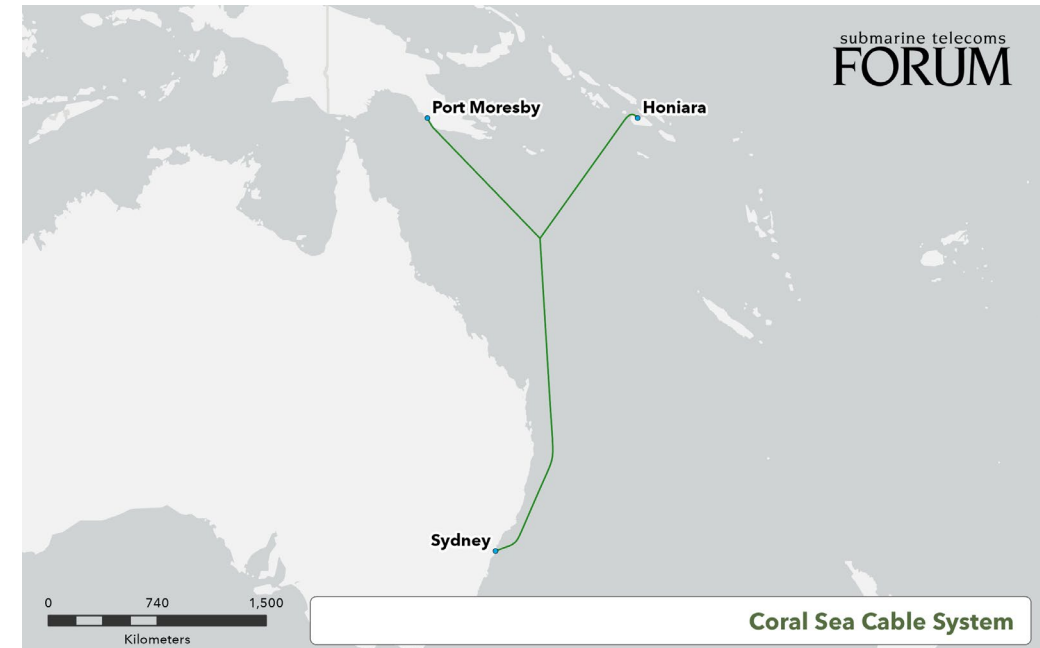 submarine telecoms
FORUM
Port Moresby
Honiara
Sydney
0 740 1,500
Kilometers
Coral Sea Cable System